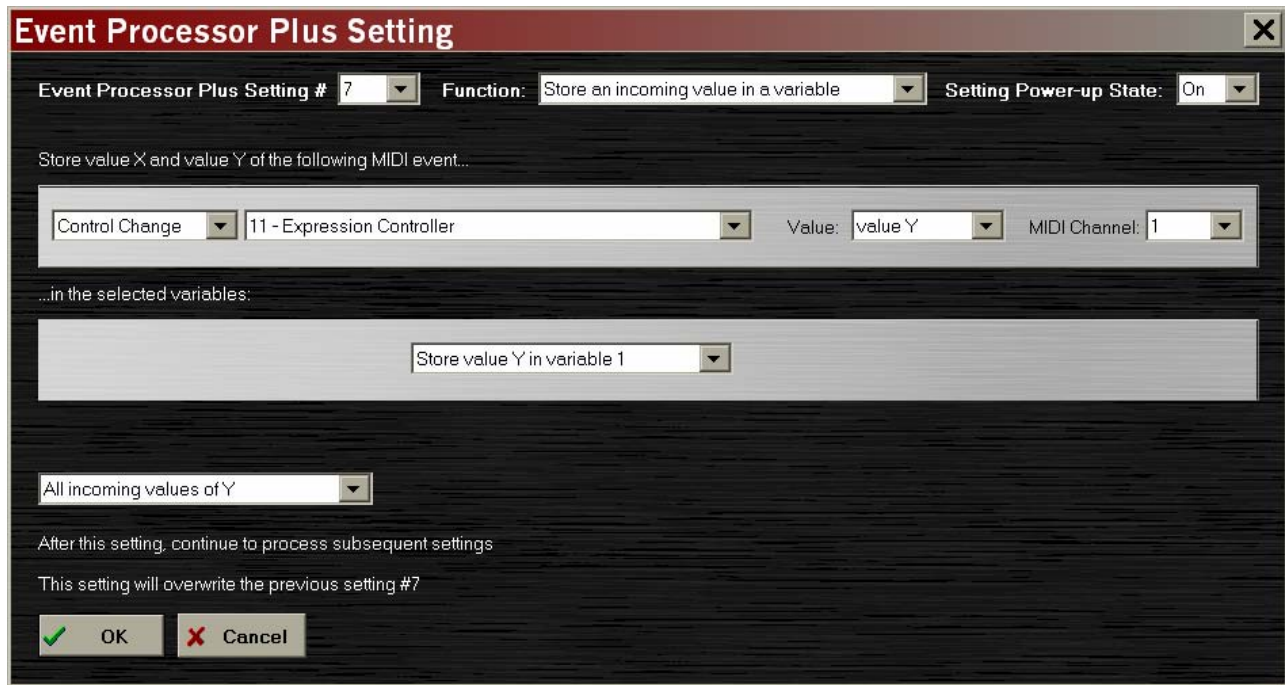 Event Processor Plus Setting
Event Processor Plus Setting # 7 Function: Store an incoming value in a variable Setting Power-up State: On
Store value X and value Y of the following MIDI event...
Control Change 11 - Expression Controller Value: value Y MIDI Channel: 1
...in the selected variables:
Store value Y in variable 1
All incoming values of Y
After this setting, continue to process subsequent settings
This setting will overwrite the previous setting #7
OK Cancel